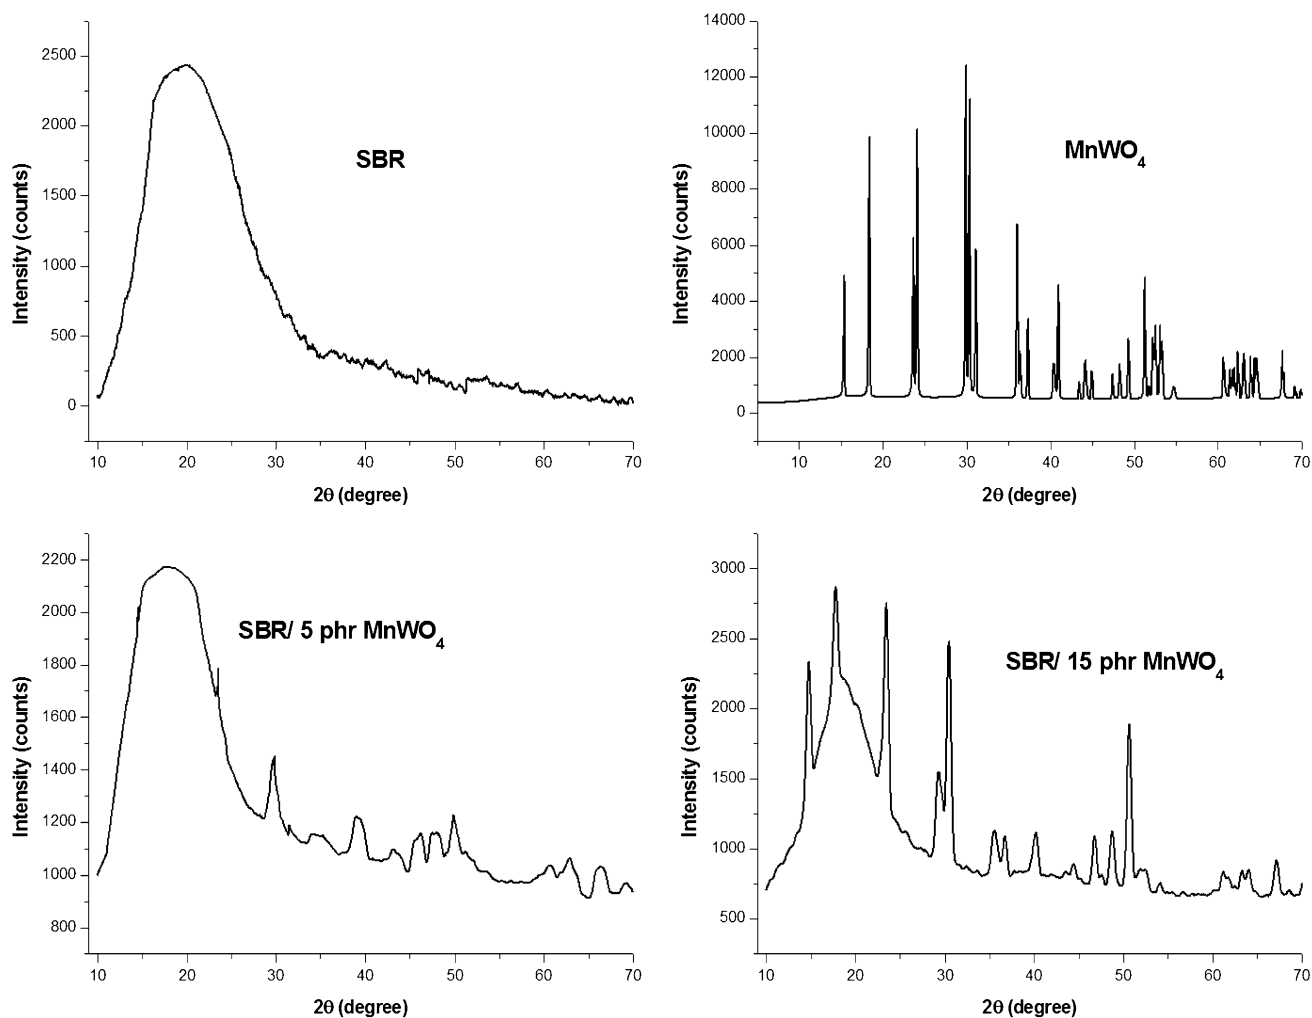 2500
2000
1500
1000
500
0
Intensity (counts)
SBR
10 20 30 40 50 60 70
2θ (degree)
14000
12000
10000
8000
6000
4000
2000
0
Intensity (counts)
MnWO₄
10 20 30 40 50 60 70
2θ (degree)
2200
2000
1800
1600
1400
1200
1000
800
Intensity (counts)
SBR/ 5 phr MnWO₄
10 20 30 40 50 60 70
2θ (degree)
3000
2500
2000
1500
1000
500
Intensity (counts)
SBR/ 15 phr MnWO₄
10 20 30 40 50 60 70
2θ (degree)